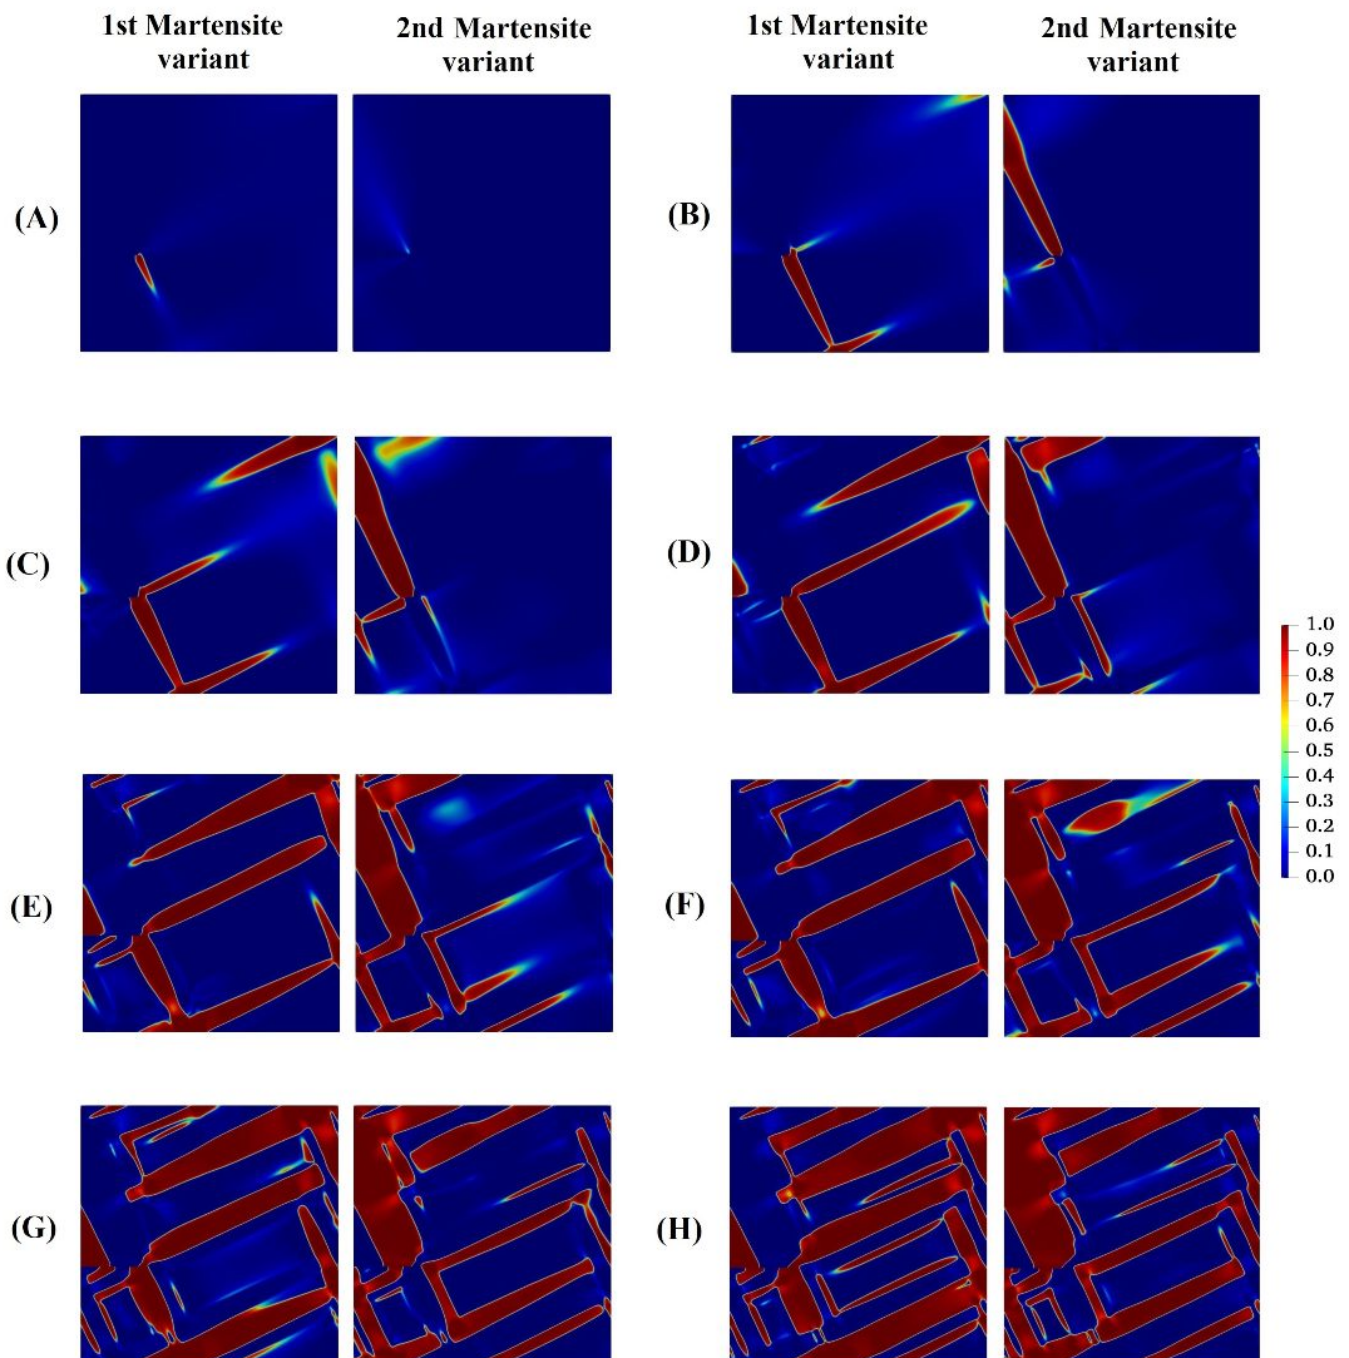 1st Martensite
variant
2nd Martensite
variant
1st Martensite
variant
2nd Martensite
variant
(A)
(B)
(C)
(D)
(E)
(F)
(G)
(H)
1.0
0.9
0.8
0.7
0.6
0.5
0.4
0.3
0.2
0.1
0.0